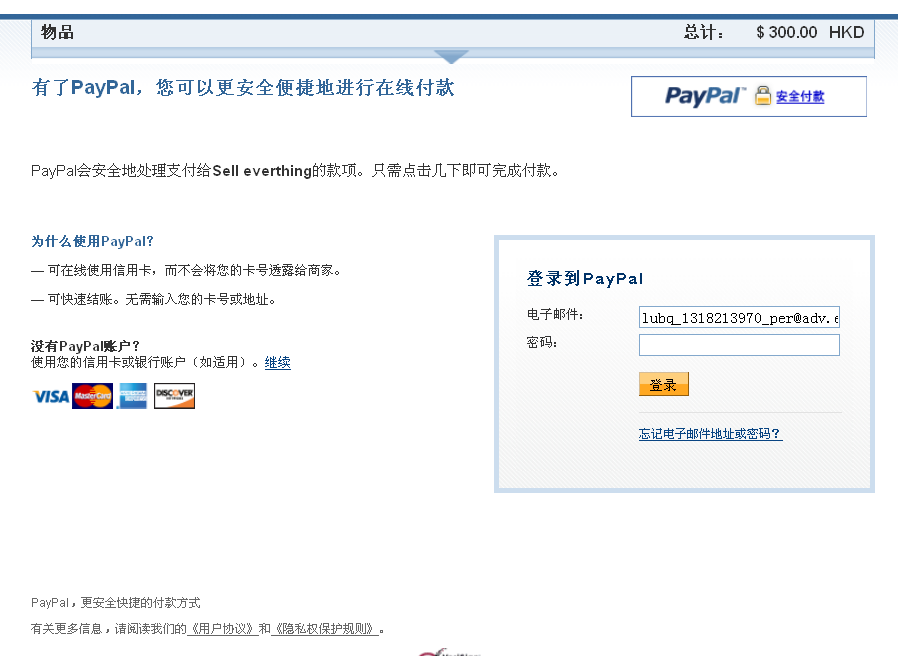 物品 总计： $ 300.00 HKD
有了PayPal，您可以更安全便捷地进行在线付款
PayPal™ 安全付款
PayPal会安全地处理支付给Sell everthing的款项。只需点击几下即可完成付款。
为什么使用PayPal？
— 可在线使用信用卡，而不会将您的卡号透露给商家。
— 可快速结账。无需输入您的卡号或地址。
没有PayPal账户？
使用您的信用卡或银行账户（如适用）。继续
VISA MasterCard DISCOVER
登录到PayPal
电子邮件： lubq_1318213970_per@adv.
密码：
登录
忘记电子邮件地址或密码？
PayPal，更安全快捷的付款方式
有关更多信息，请阅读我们的《用户协议》和《隐私权保护规则》。